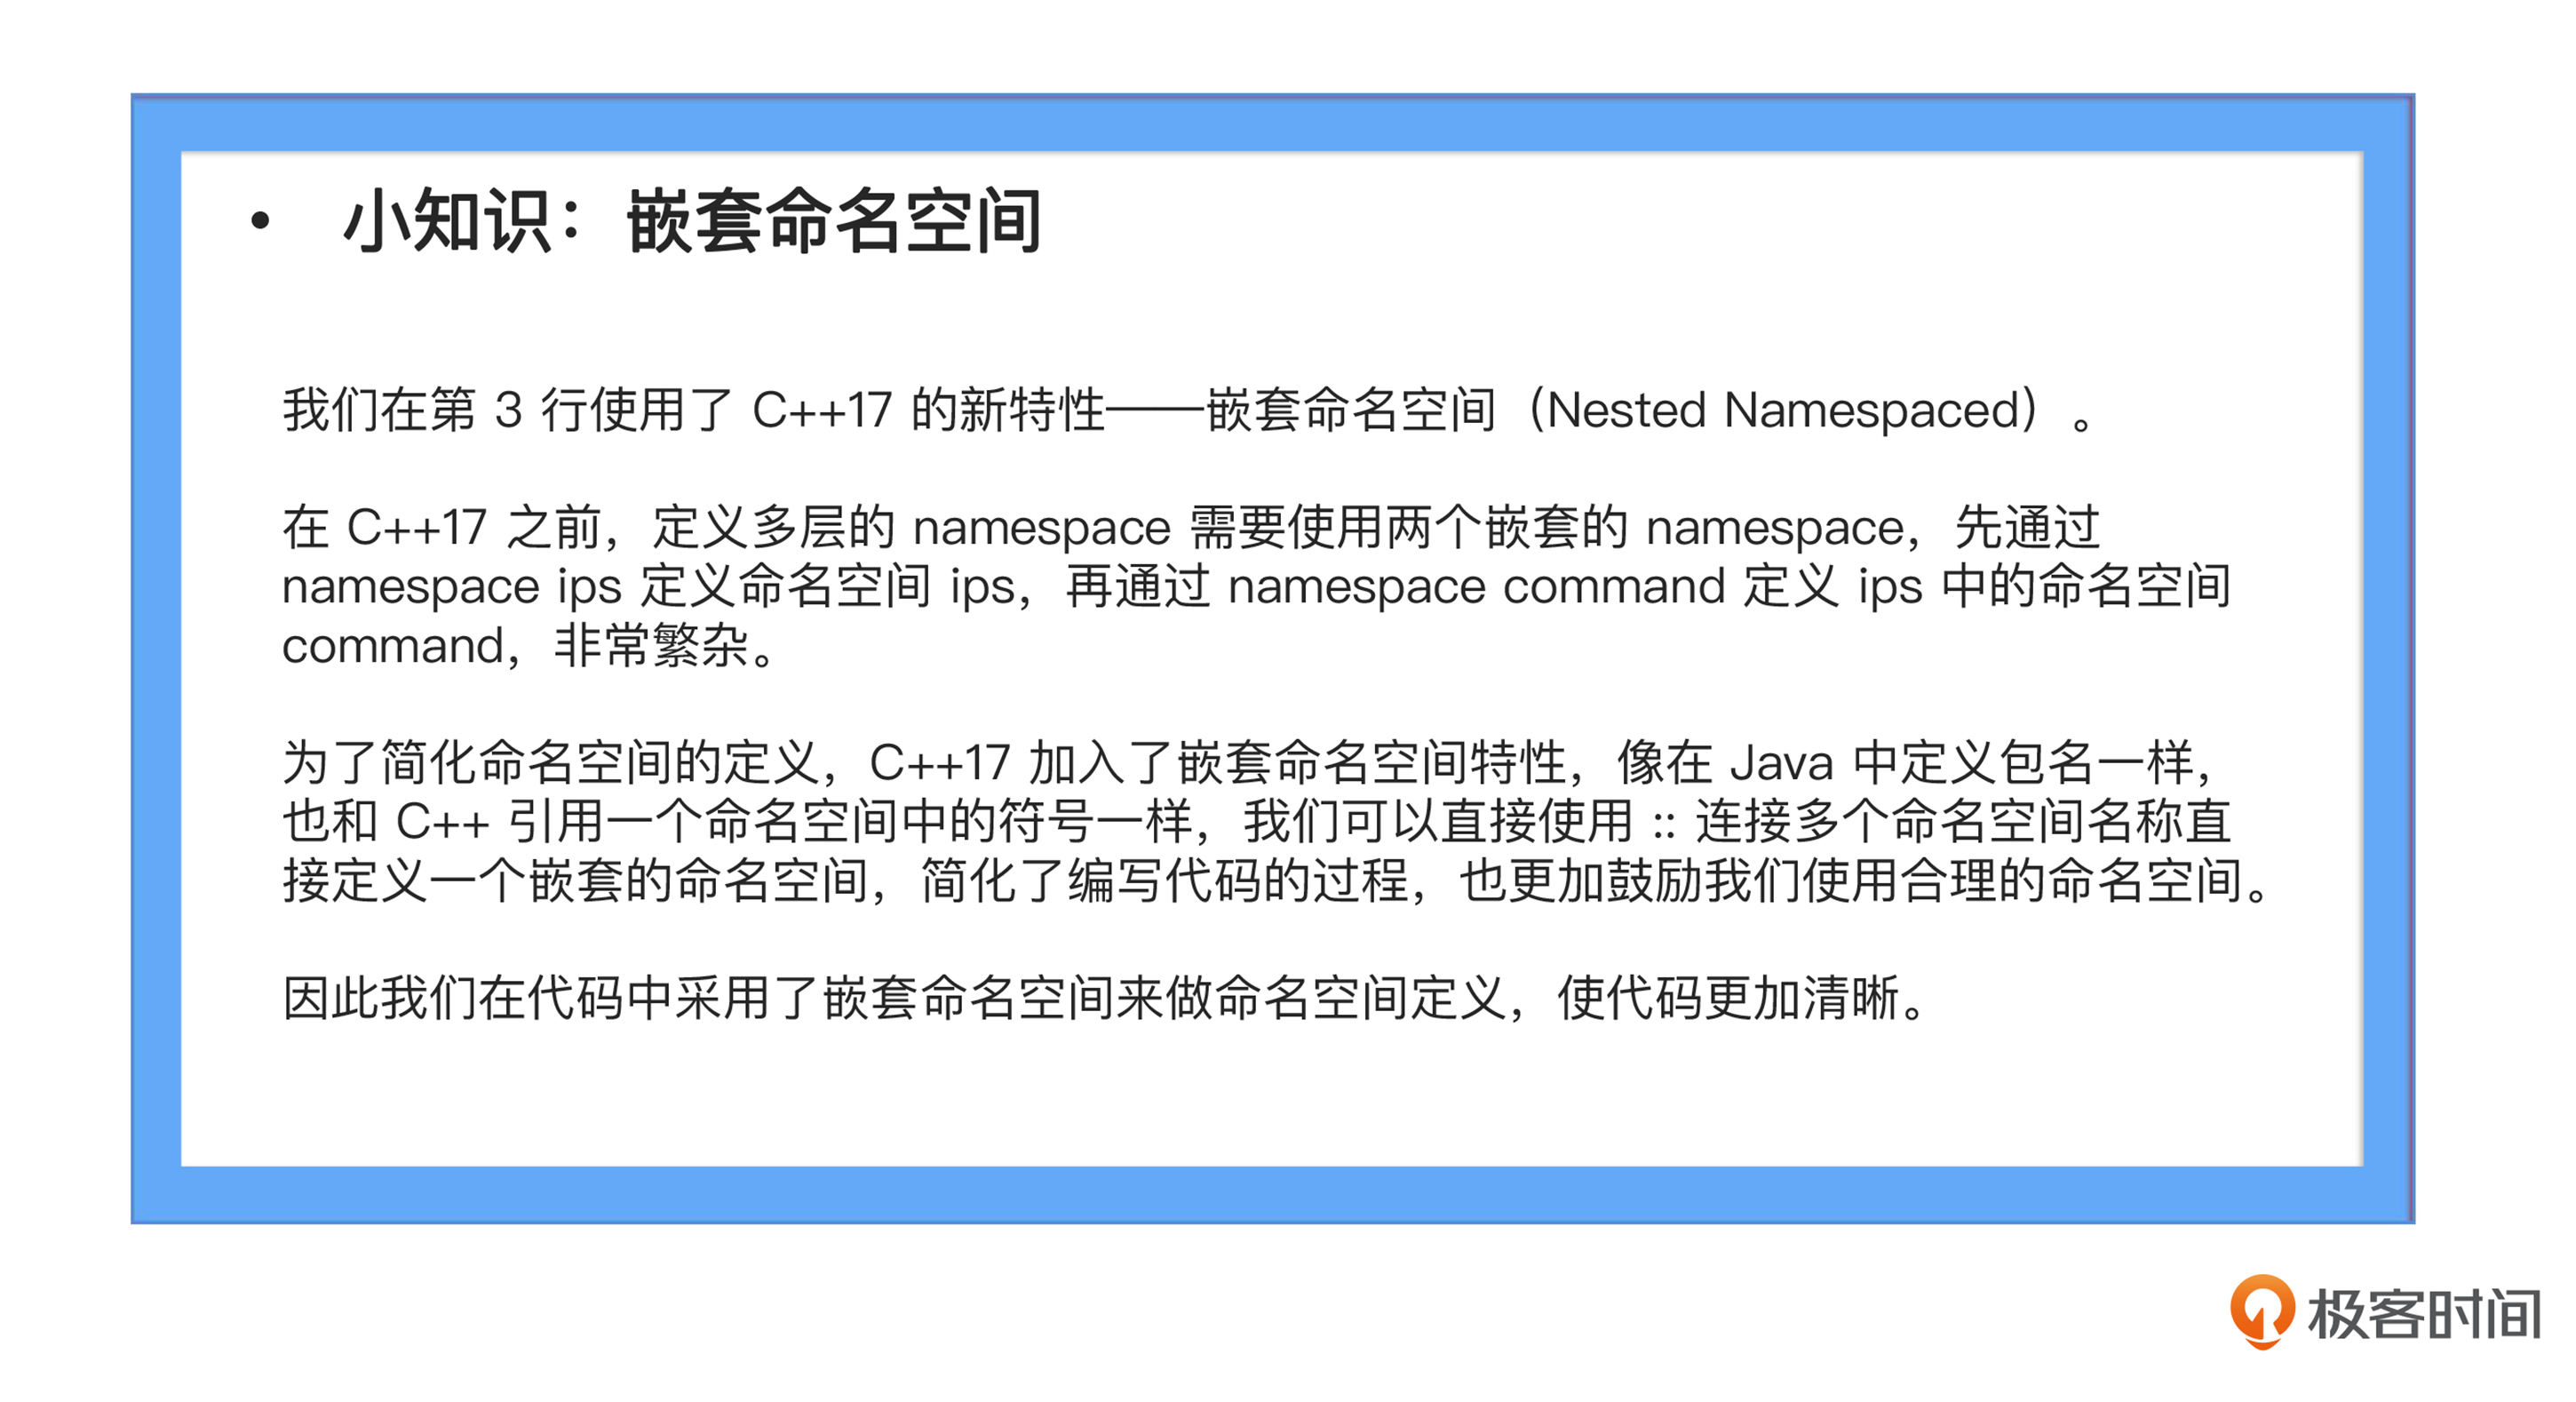 • 小知识：嵌套命名空间
我们在第 3 行使用了 C++17 的新特性——嵌套命名空间（Nested Namespaced）。
在 C++17 之前，定义多层的 namespace 需要使用两个嵌套的 namespace，先通过
namespace ips 定义命名空间 ips，再通过 namespace command 定义 ips 中的命名空间
command，非常繁杂。
为了简化命名空间的定义，C++17 加入了嵌套命名空间特性，像在 Java 中定义包名一样，
也和 C++ 引用一个命名空间中的符号一样，我们可以直接使用 :: 连接多个命名空间名称直
接定义一个嵌套的命名空间，简化了编写代码的过程，也更加鼓励我们使用合理的命名空间。
因此我们在代码中采用了嵌套命名空间来做命名空间定义，使代码更加清晰。
极客时间